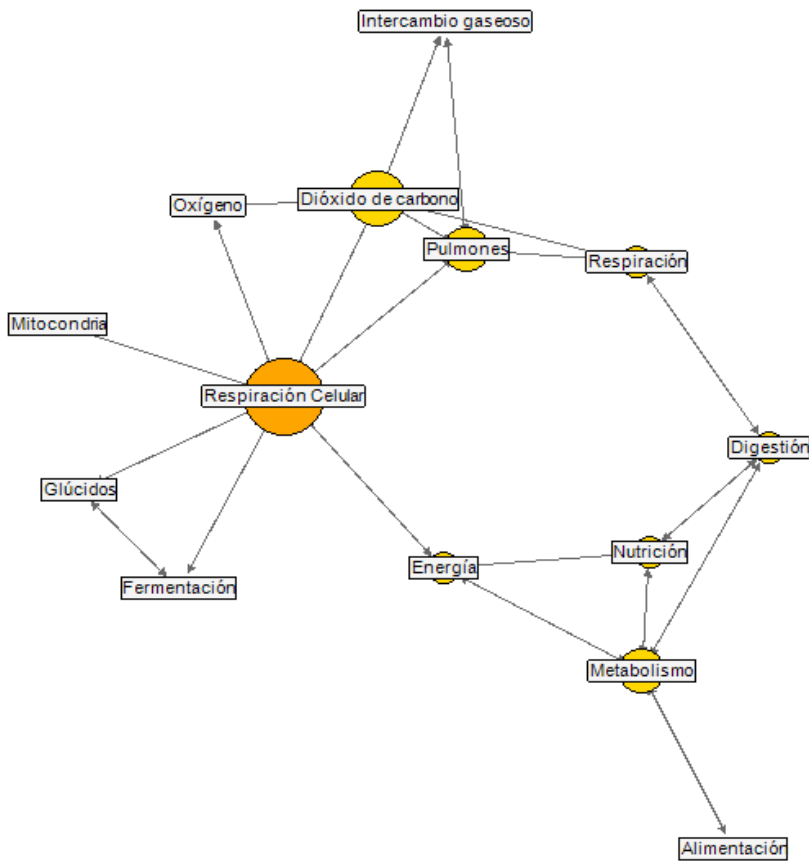 Intercambio gaseoso
Dióxido de carbono
Oxígeno
Pulmones
Respiración
Mitocondria
Respiración Celular
Digestión
Glúcidos
Nutrición
Energía
Fermentación
Metabolismo
Alimentación